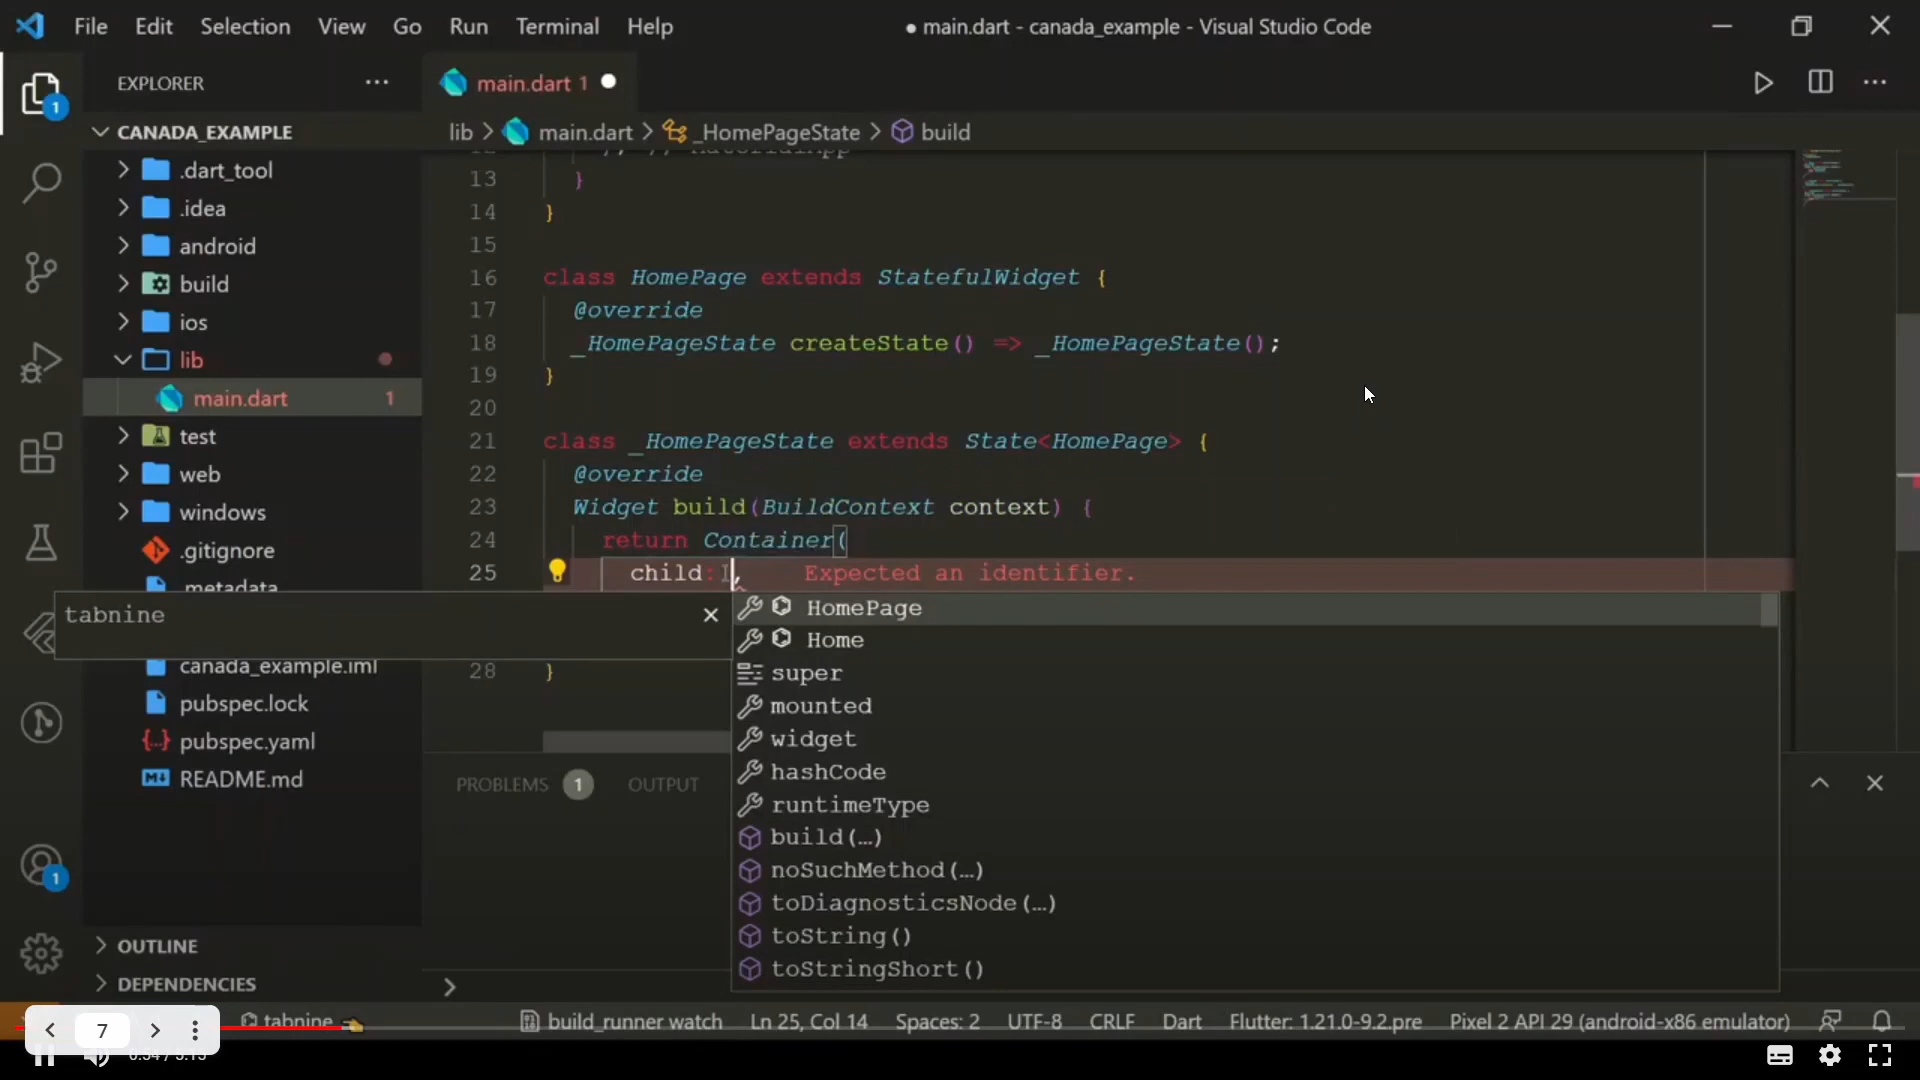 File Edit Selection View Go Run Terminal Help
● main.dart - canada_example - Visual Studio Code
EXPLORER
main.dart 1
CANADA_EXAMPLE
lib > main.dart > _HomePageState > build
.dart_tool
.idea
android
build
ios
lib
main.dart 1
test
web
windows
.gitignore
.metadata
canada_example.iml
pubspec.lock
pubspec.yaml
README.md
OUTLINE
DEPENDENCIES
13 }
14 }
15
16 class HomePage extends StatefulWidget {
17 @override
18 _HomePageState createState() => _HomePageState();
19 }
20
21 class _HomePageState extends State<HomePage> {
22 @override
23 Widget build(BuildContext context) {
24 return Container(
25 child: , Expected an identifier.
28 }
tabnine
HomePage
Home
super
mounted
widget
hashCode
runtimeType
build(…)
noSuchMethod(…)
toDiagnosticsNode(…)
toString()
toStringShort()
PROBLEMS 1 OUTPUT
1
1
7
tabnine
build_runner watch Ln 25, Col 14 Spaces: 2 UTF-8 CRLF Dart Flutter: 1.21.0-9.2.pre Pixel 2 API 29 (android-x86 emulator)